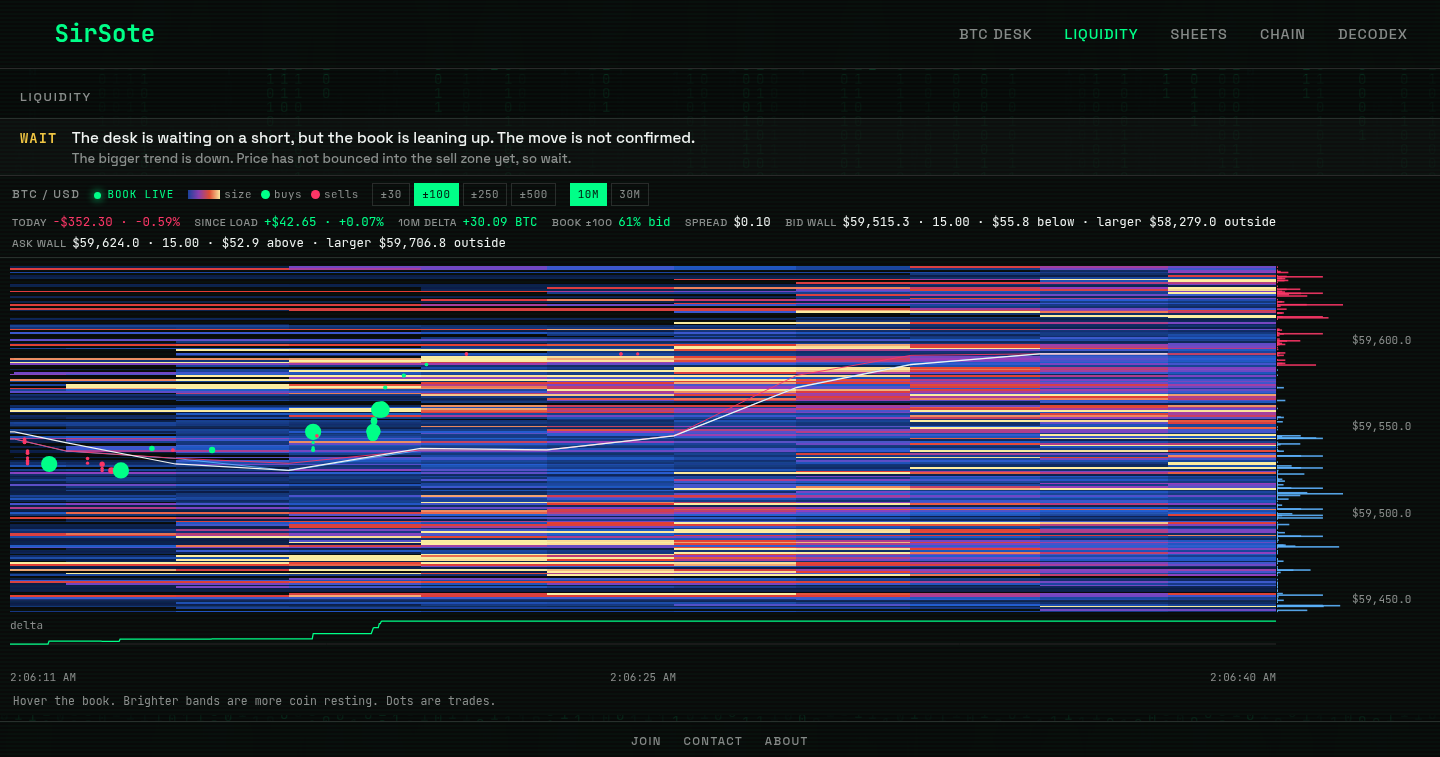 SirSote
BTC DESK LIQUIDITY SHEETS CHAIN DECODEX
LIQUIDITY
WAIT The desk is waiting on a short, but the book is leaning up. The move is not confirmed.
The bigger trend is down. Price has not bounced into the sell zone yet, so wait.
BTC / USD BOOK LIVE size buys sells ±30 ±100 ±250 ±500 10M 30M
TODAY -$352.30 · -0.59% SINCE LOAD +$42.65 · +0.07% 10M DELTA +30.09 BTC BOOK ±100 61% bid SPREAD $0.10 BID WALL $59,515.3 · 15.00 · $55.8 below · larger $58,279.0 outside
ASK WALL $59,624.0 · 15.00 · $52.9 above · larger $59,706.8 outside
$59,600.0
$59,550.0
$59,500.0
$59,450.0
delta
2:06:11 AM 2:06:25 AM 2:06:40 AM
Hover the book. Brighter bands are more coin resting. Dots are trades.
JOIN CONTACT ABOUT